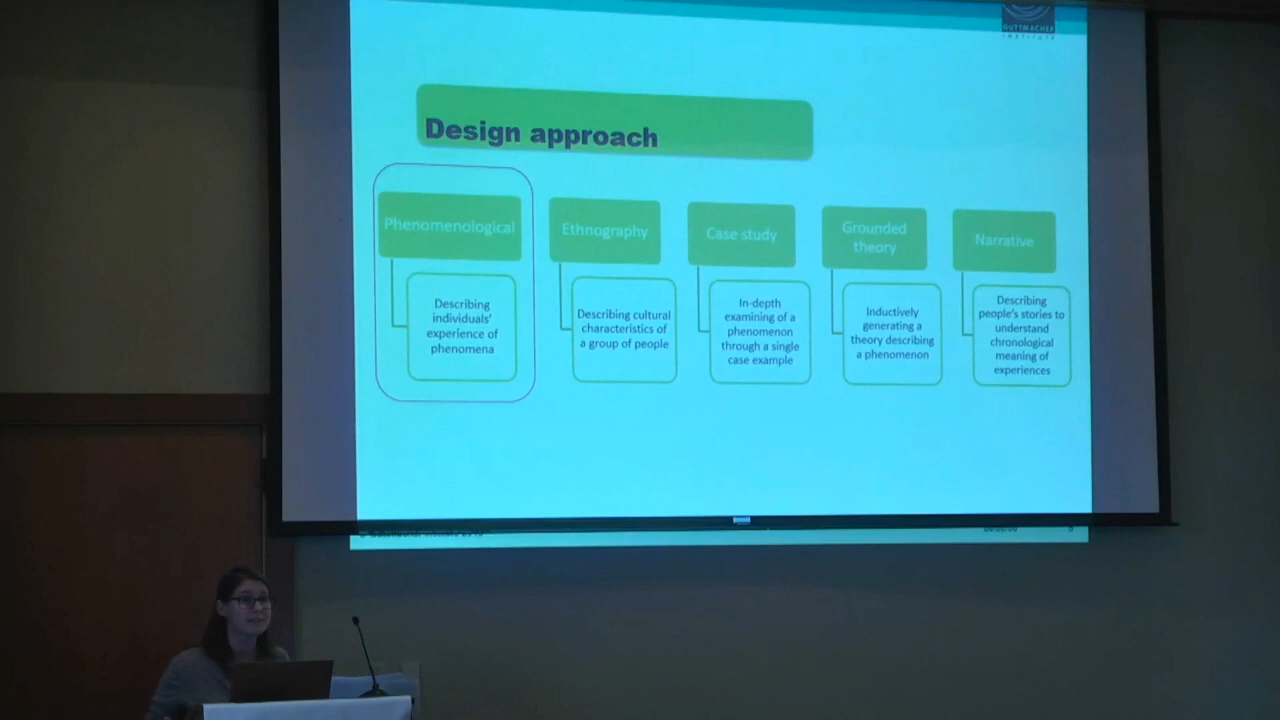 GUTTMACHER
INSTITUTE
Design approach
Phenomenological
Describing
individuals'
experience of
phenomena
Ethnography
Describing cultural
characteristics of
a group of people
Case study
In-depth
examining of a
phenomenon
through a single
case example
Grounded
theory
Inductively
generating a
theory describing
a phenomenon
Narrative
Describing
people's stories to
understand
chronological
meaning of
experiences